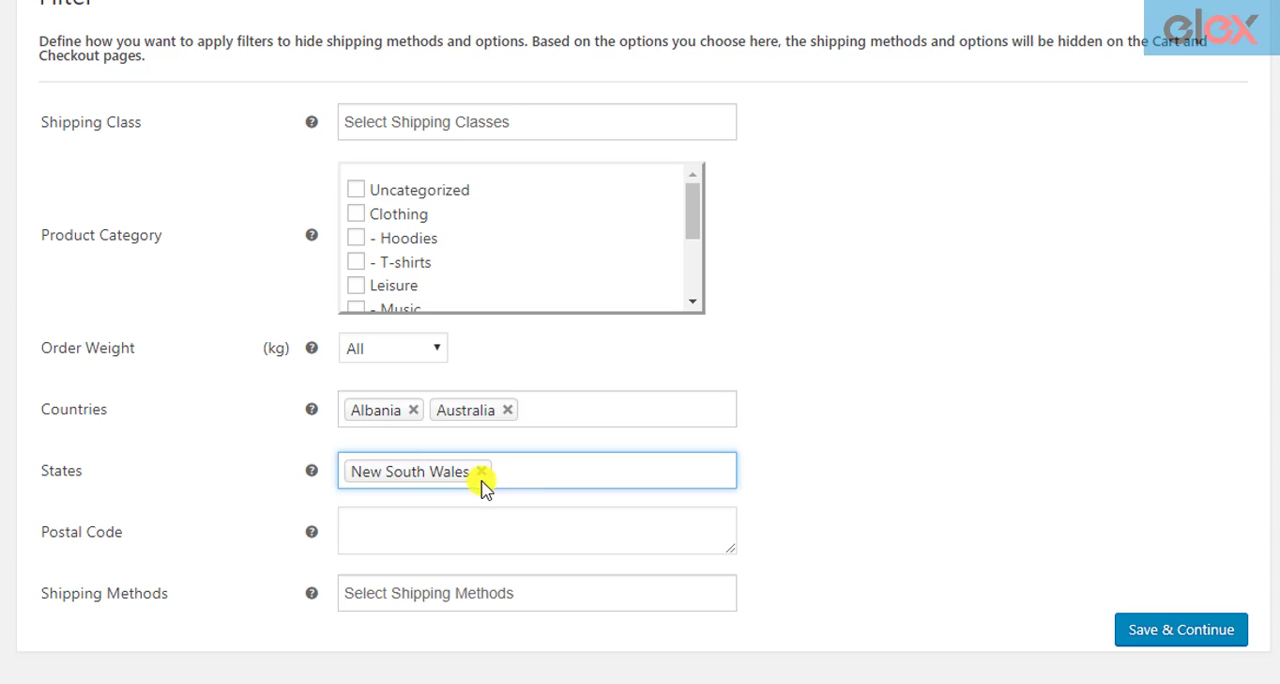 Filter
elex
Define how you want to apply filters to hide shipping methods and options. Based on the options you choose here, the shipping methods and options will be hidden on the Cart and
Checkout pages.
Shipping Class
Select Shipping Classes
Product Category
Uncategorized
Clothing
- Hoodies
- T-shirts
Leisure
- Music
Order Weight (kg) All
Countries
Albania Australia
States
New South Wales
Postal Code
Shipping Methods
Select Shipping Methods
Save & Continue